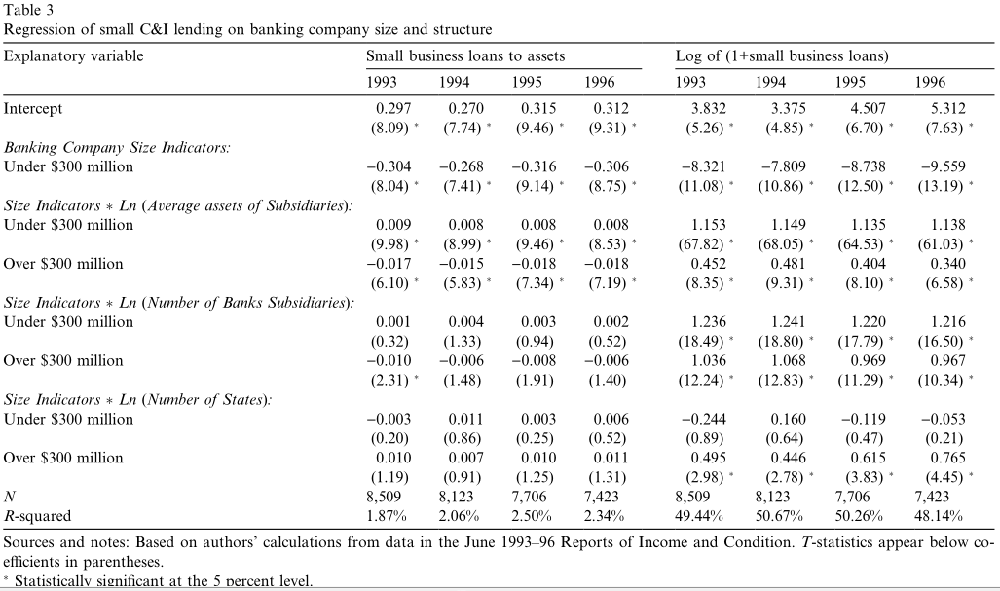 Table 3
Regression of small C&I lending on banking company size and structure
Explanatory variable Small business loans to assets Log of (1+small business loans)
1993 1994 1995 1996 1993 1994 1995 1996
Intercept 0.297 0.270 0.315 0.312 3.832 3.375 4.507 5.312
(8.09) * (7.74) * (9.46) * (9.31) * (5.26) * (4.85) * (6.70) * (7.63) *
Banking Company Size Indicators:
Under $300 million −0.304 −0.268 −0.316 −0.306 −8.321 −7.809 −8.738 −9.559
(8.04) * (7.41) * (9.14) * (8.75) * (11.08) * (10.86) * (12.50) * (13.19) *
Size Indicators * Ln (Average assets of Subsidiaries):
Under $300 million 0.009 0.008 0.008 0.008 1.153 1.149 1.135 1.138
(9.98) * (8.99) * (9.46) * (8.53) * (67.82) * (68.05) * (64.53) * (61.03) *
Over $300 million −0.017 −0.015 −0.018 −0.018 0.452 0.481 0.404 0.340
(6.10) * (5.83) * (7.34) * (7.19) * (8.35) * (9.31) * (8.10) * (6.58) *
Size Indicators * Ln (Number of Banks Subsidiaries):
Under $300 million 0.001 0.004 0.003 0.002 1.236 1.241 1.220 1.216
(0.32) (1.33) (0.94) (0.52) (18.49) * (18.80) * (17.79) * (16.50) *
Over $300 million −0.010 −0.006 −0.008 −0.006 1.036 1.068 0.969 0.967
(2.31) * (1.48) (1.91) (1.40) (12.24) * (12.83) * (11.29) * (10.34) *
Size Indicators * Ln (Number of States):
Under $300 million −0.003 0.011 0.003 0.006 −0.244 0.160 −0.119 −0.053
(0.20) (0.86) (0.25) (0.52) (0.89) (0.64) (0.47) (0.21)
Over $300 million 0.010 0.007 0.010 0.011 0.495 0.446 0.615 0.765
(1.19) (0.91) (1.25) (1.31) (2.98) * (2.78) * (3.83) * (4.45) *
N 8,509 8,123 7,706 7,423 8,509 8,123 7,706 7,423
R-squared 1.87% 2.06% 2.50% 2.34% 49.44% 50.67% 50.26% 48.14%
Sources and notes: Based on authors' calculations from data in the June 1993–96 Reports of Income and Condition. T-statistics appear below co-
efficients in parentheses.
* Statistically significant at the 5 percent level.